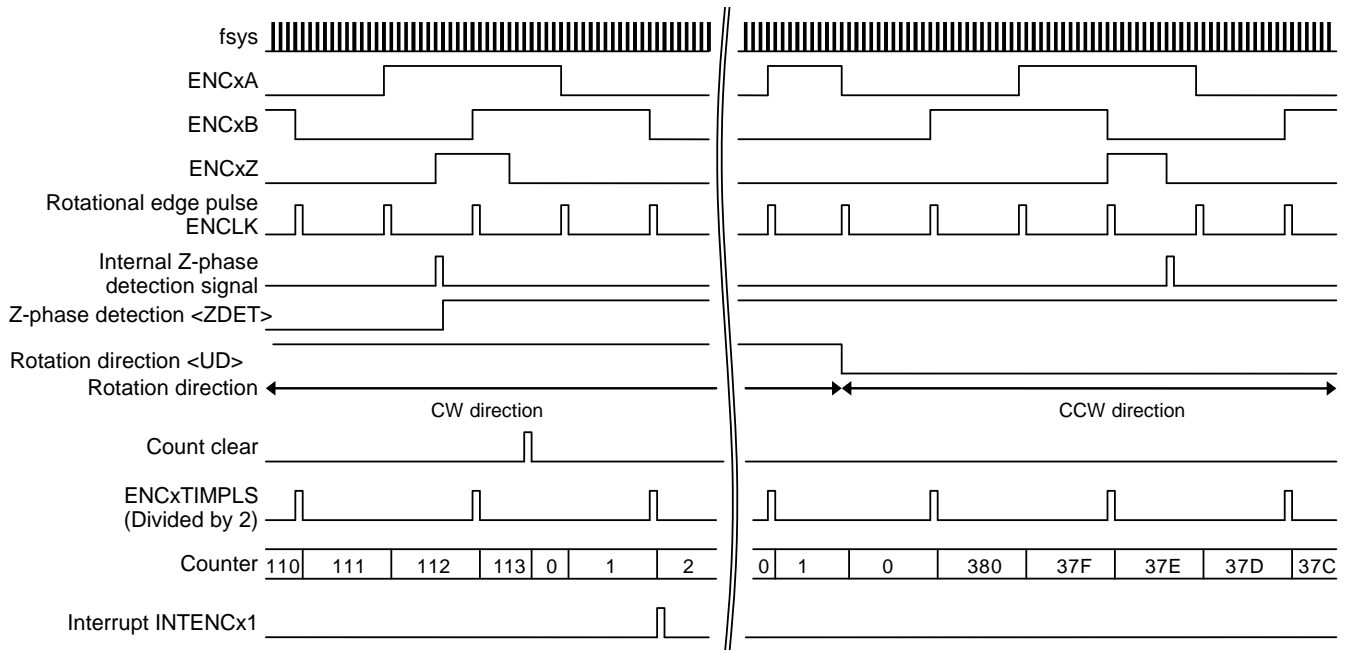 fsys
ENCxA
ENCxB
ENCxZ
Rotational edge pulse
ENCLK
Internal Z-phase
detection signal
Z-phase detection <ZDET>
Rotation direction <UD>
Rotation direction
CW direction
CCW direction
Count clear
ENCxTIMPLS
(Divided by 2)
Counter 110 111 112 113 0 1 2 0 1 0 380 37F 37E 37D 37C
Interrupt INTENCx1